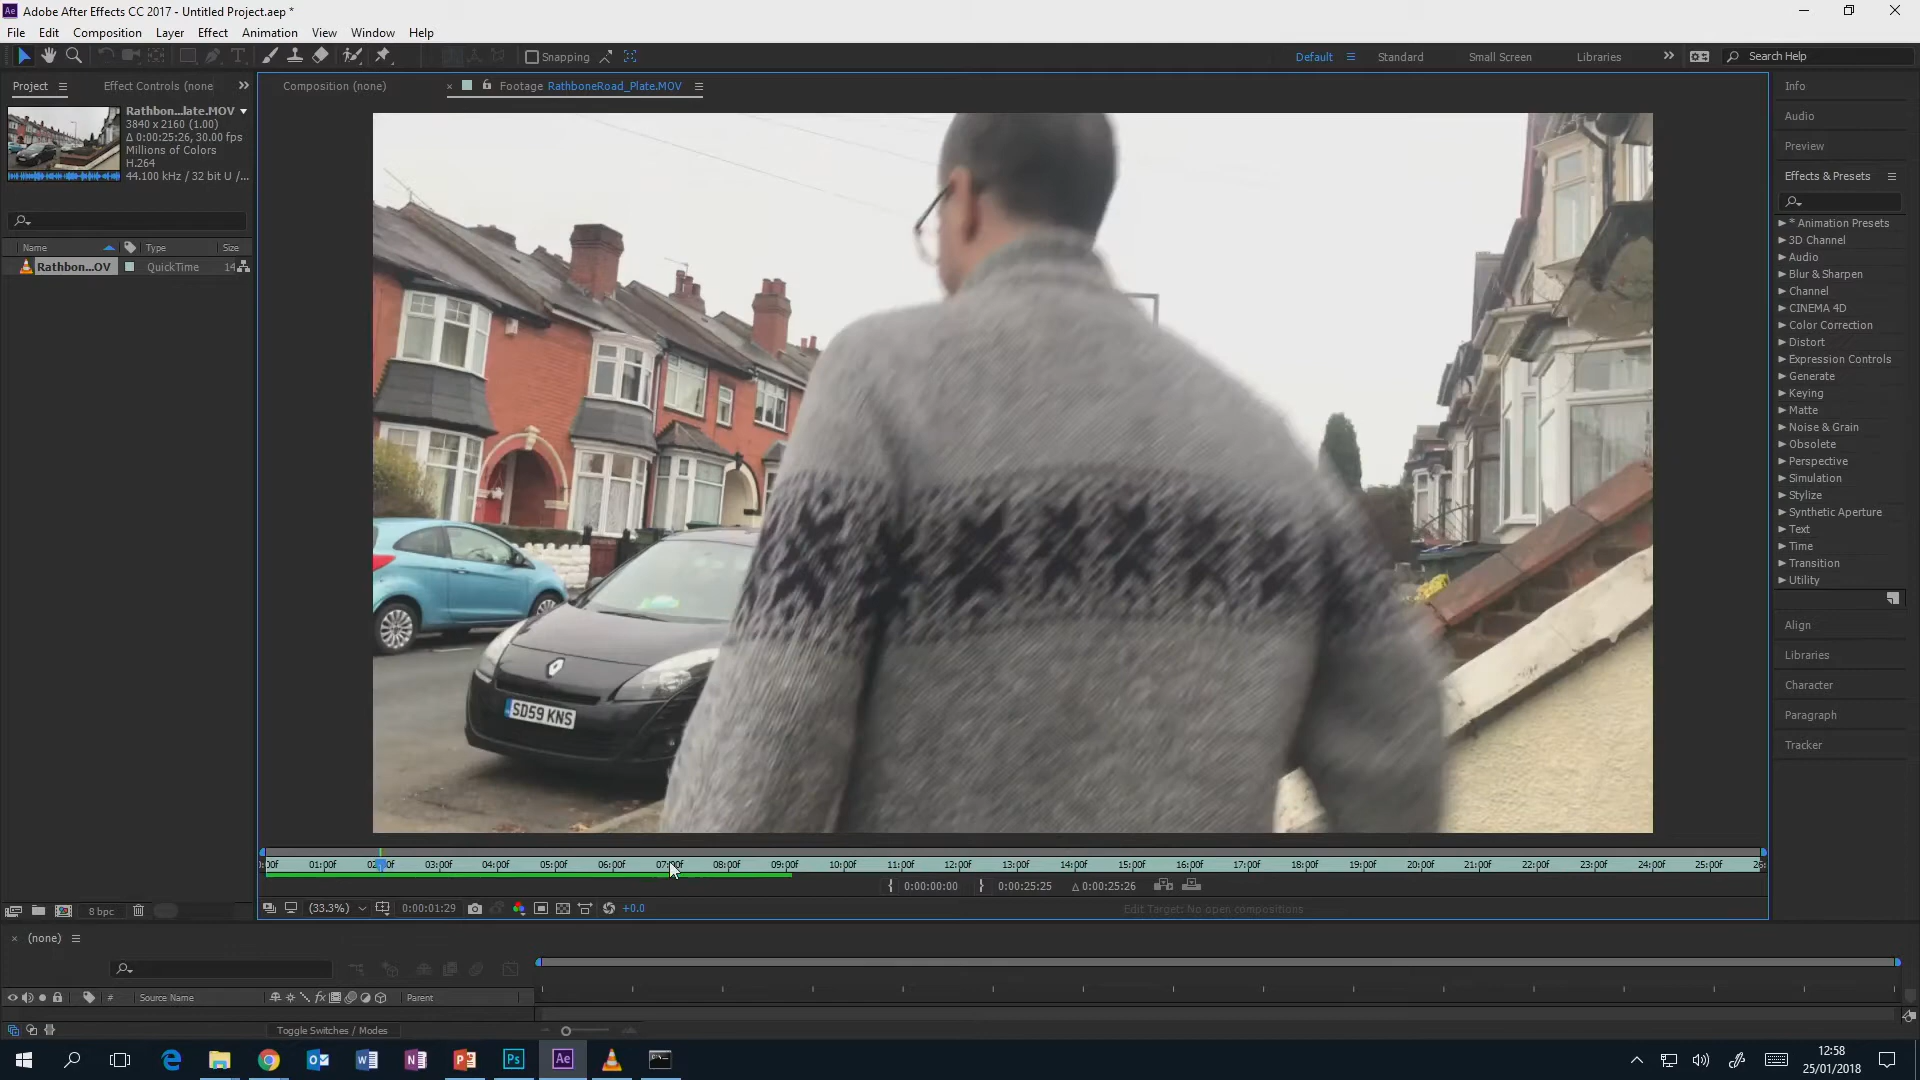 Adobe After Effects CC 2017 - Untitled Project.aep *
File Edit Composition Layer Effect Animation View Window Help
Snapping
Default Standard Small Screen Libraries Search Help
Project Effect Controls (none
Composition (none) × Footage RathboneRoad_Plate.MOV
Rathbon...late.MOV
3840 x 2160 (1.00)
Δ 0:00:25:26, 30.00 fps
Millions of Colors
H.264
44.100 kHz / 32 bit U /...
Name Type Size
Rathbon...OV QuickTime 14
8 bpc
SD59 KNS
Info
Audio
Preview
Effects & Presets
* Animation Presets
3D Channel
Audio
Blur & Sharpen
Channel
CINEMA 4D
Color Correction
Distort
Expression Controls
Generate
Keying
Matte
Noise & Grain
Obsolete
Perspective
Simulation
Stylize
Synthetic Aperture
Text
Time
Transition
Utility
Align
Libraries
Character
Paragraph
Tracker
01:00f 03:00f 04:00f 05:00f 06:00f 07:00f 08:00f 09:00f 10:00f 11:00f 12:00f 13:00f 14:00f 15:00f 16:00f 17:00f 18:00f 19:00f 20:00f 21:00f 22:00f 23:00f 24:00f 25:00f
0:00:00:00 0:00:25:25 Δ 0:00:25:26
(33.3%) 0:00:01:29 +0.0 Edit Target: No open compositions
× (none)
# Source Name fx Parent
Toggle Switches / Modes
Ps Ae
12:58
25/01/2018